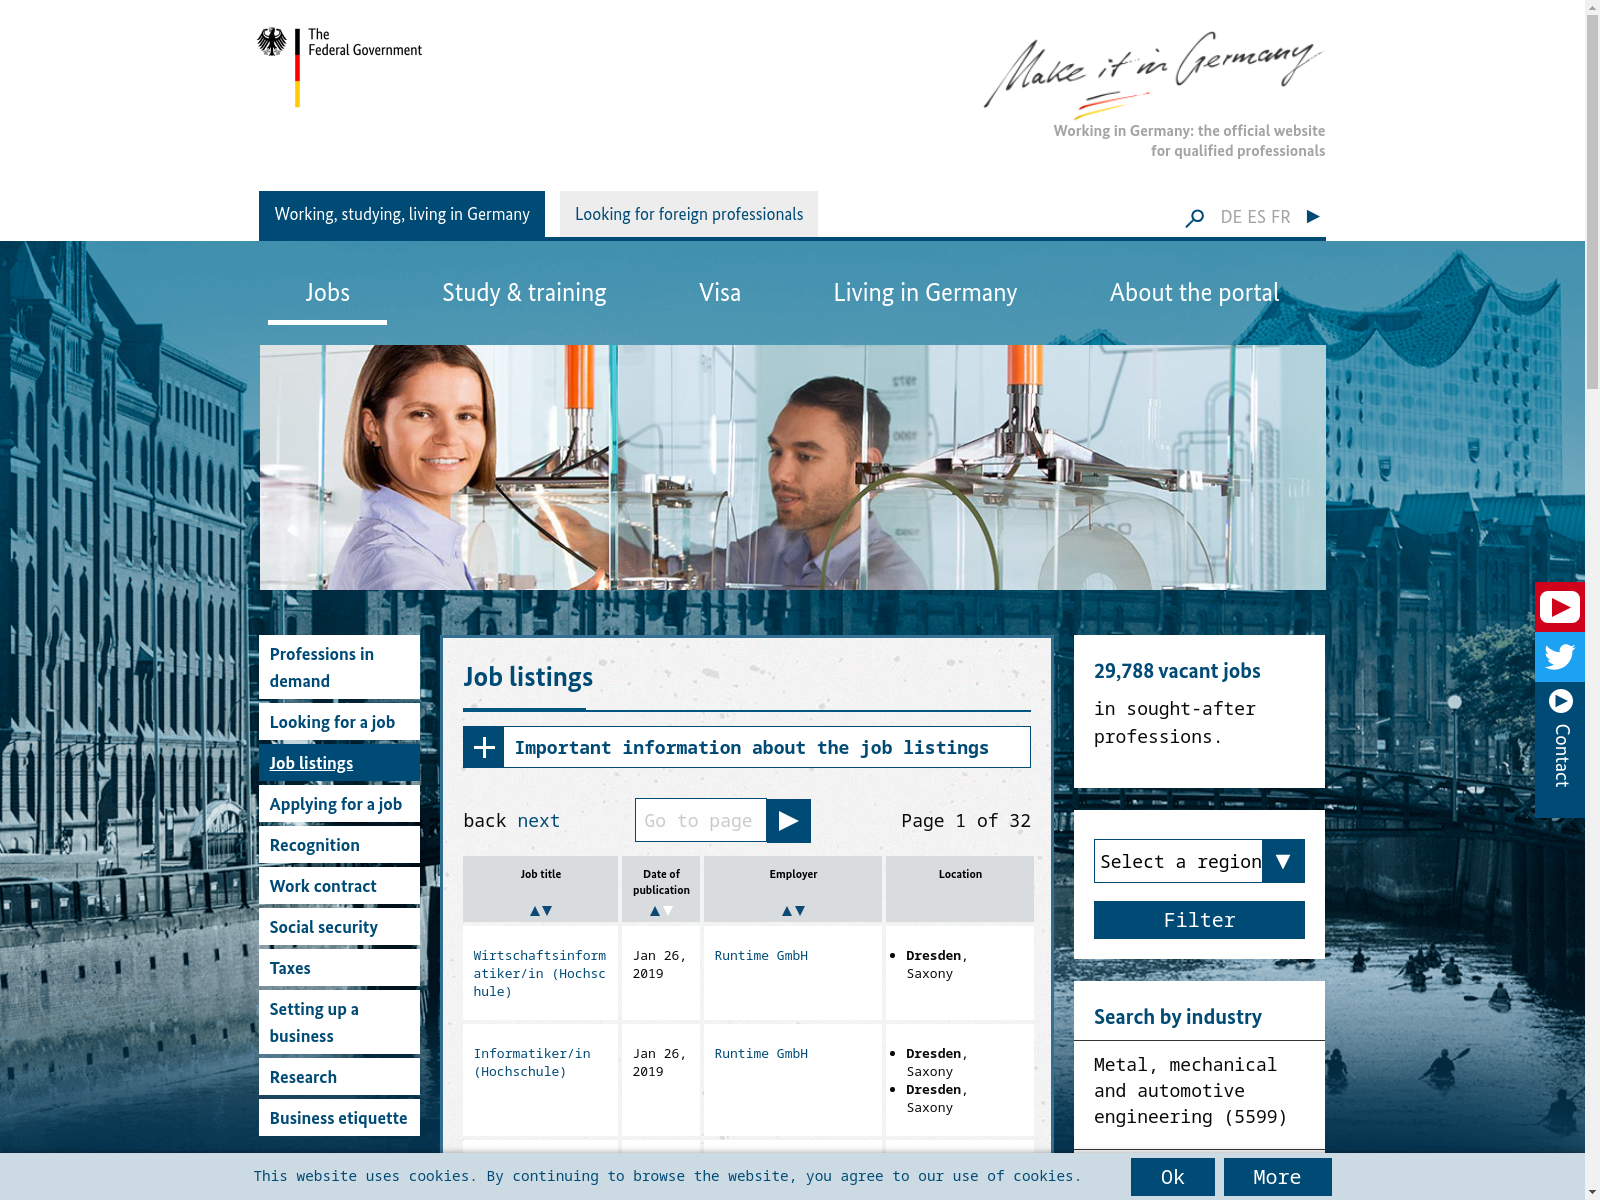 The
Federal Government
Make it in Germany
Working in Germany: the official website
for qualified professionals
Working, studying, living in Germany
Looking for foreign professionals
DE ES FR
Jobs
Study & training
Visa
Living in Germany
About the portal
Professions in
demand
Looking for a job
Job listings
Applying for a job
Recognition
Work contract
Social security
Taxes
Setting up a
business
Research
Business etiquette
Job listings
Important information about the job listings
back next
Go to page
Page 1 of 32
Job title
Date of
publication
Employer
Location
Wirtschaftsinform
atiker/in (Hochsc
hule)
Jan 26,
2019
Runtime GmbH
Dresden,
Saxony
Informatiker/in
(Hochschule)
Jan 26,
2019
Runtime GmbH
Dresden,
Saxony
Dresden,
Saxony
29,788 vacant jobs
in sought-after
professions.
Select a region
Filter
Search by industry
Metal, mechanical
and automotive
engineering (5599)
Contact
This website uses cookies. By continuing to browse the website, you agree to our use of cookies.
Ok
More